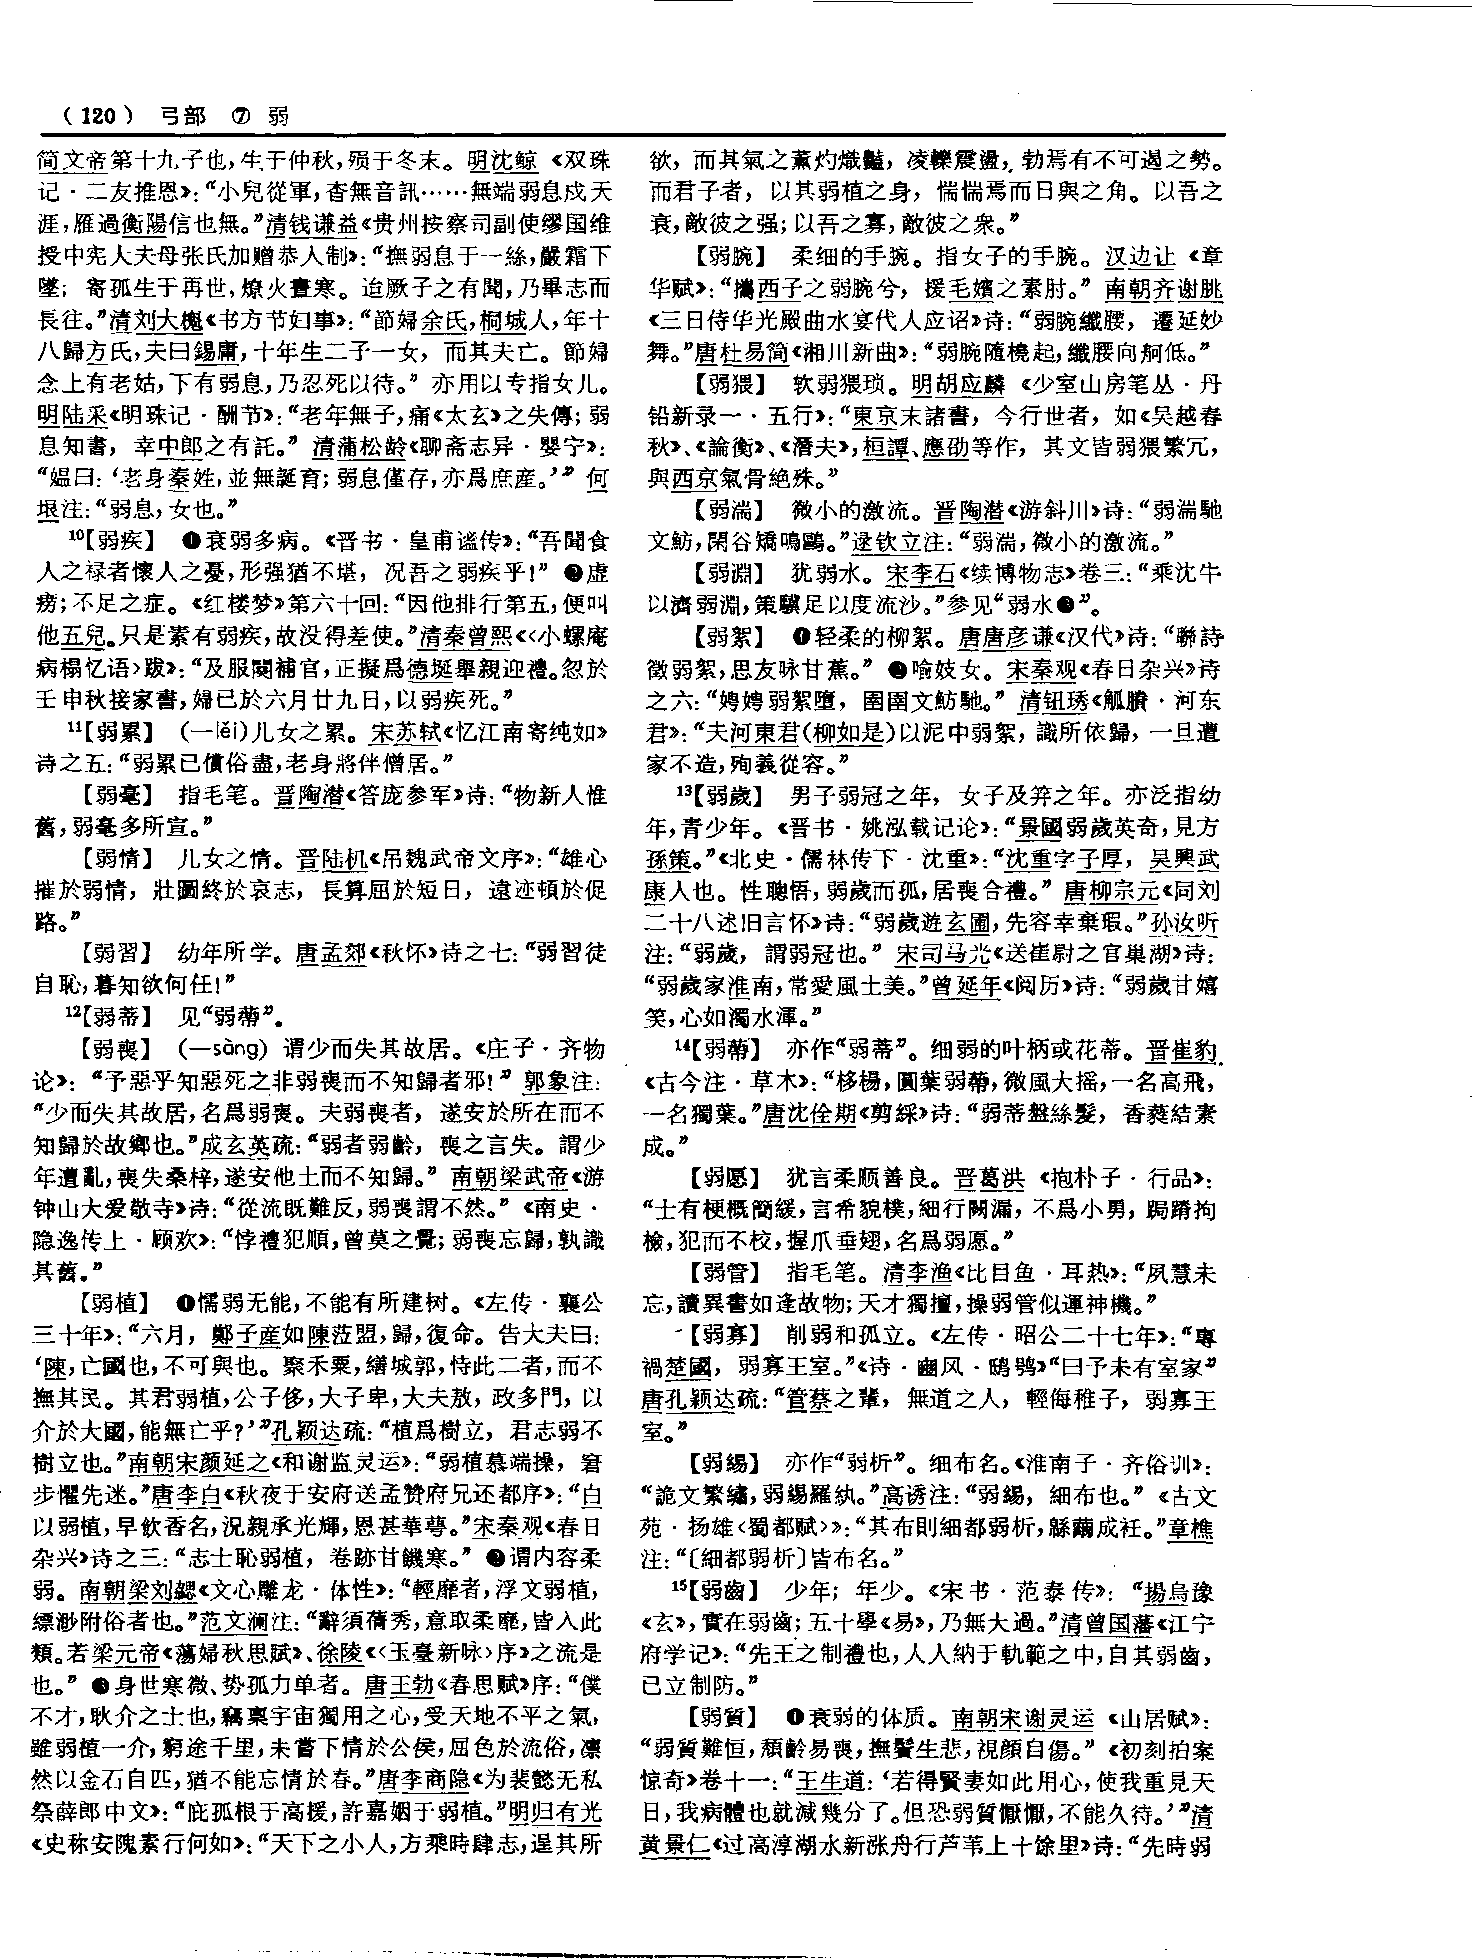 （120） 弓部 ⑦ 弱
简文帝第十九子也，生于仲秋，殒于冬末。明沈鲸《双珠
记·二友推恩》：“小兒從軍，杳無音訊……無端弱息戍天
涯，雁過衡陽信也無。”清钱谦益《贵州按察司副使缪国维
授中宪大夫母张氏加赠恭人制》：“撫弱息于一絲，嚴霜下
墜；寄孤生于再世，燎火晝寒。迨厥子之有聞，乃畢志而
長往。”清刘大櫆《书方节妇事》：“節婦余氏，桐城人，年十
八歸方氏，夫曰錫庸，十年生二子一女，而其夫亡。節婦
念上有老姑，下有弱息，乃忍死以待。”亦用以专指女儿。
明陆采《明珠记·酬节》：“老年無子，痛《太玄》之失傳；弱
息知書，幸中郎之有託。”清蒲松龄《聊斋志异·婴宁》：
“媪曰：‘老身秦姓，並無誕育；弱息僅存，亦爲庶産。’”何
垠注：“弱息，女也。”
10【弱疾】 ❶衰弱多病。《晋书·皇甫谧传》：“吾聞食
人之禄者懷人之憂，形强猶不堪，况吾之弱疾乎！”❷虚
痨；不足之症。《红楼梦》第六十回：“因他排行第五，便叫
他五兒。只是素有弱疾，故没得差使。”清秦曾熙《〈小螺庵
病榻忆语〉跋》：“及服闋補官，正擬爲德埏舉親迎禮。忽於
壬申秋接家書，婦已於六月廿九日，以弱疾死。”
11【弱累】 （—lěi）儿女之累。宋苏轼《忆江南寄纯如》
诗之五：“弱累已償俗盡，老身將伴僧居。”
【弱毫】 指毛笔。晋陶潜《答庞参军》诗：“物新人惟
舊，弱毫多所宣。”
【弱情】 儿女之情。晋陆机《吊魏武帝文序》：“雄心
摧於弱情，壯圖終於哀志，長算屈於短日，遠迹頓於促
路。”
【弱習】 幼年所学。唐孟郊《秋怀》诗之七：“弱習徒
自恥，暮知欲何任！”
12【弱蒂】 见“弱蔕”。
【弱喪】 （—sàng）谓少而失其故居。《庄子·齐物
论》：“予惡乎知惡死之非弱喪而不知歸者邪！”郭象注：
“少而失其故居，名爲弱喪。夫弱喪者，遂安於所在而不
知歸於故鄉也。”成玄英疏：“弱者弱齡，喪之言失。謂少
年遭亂，喪失桑梓，遂安他土而不知歸。”南朝梁武帝《游
钟山大爱敬寺》诗：“從流既難反，弱喪謂不然。”《南史·
隐逸传上·顾欢》：“悖禮犯順，曾莫之覺；弱喪忘歸，孰識
其舊。”
【弱植】 ❶懦弱无能，不能有所建树。《左传·襄公
三十年》：“六月，鄭子産如陳涖盟，歸，復命。告大夫曰：
‘陳，亡國也，不可與也。聚禾粟，繕城郭，恃此二者，而不
撫其民。其君弱植，公子侈，大子卑，大夫敖，政多門，以
介於大國，能無亡乎？’”孔颖达疏：“植爲樹立，君志弱不
樹立也。”南朝宋颜延之《和谢监灵运》：“弱植慕端操，窘
步懼先迷。”唐李白《秋夜于安府送孟赞府兄还都序》：“白
以弱植，早飲香名，況親承光輝，恩甚華萼。”宋秦观《春日
杂兴》诗之三：“志士恥弱植，卷跡甘饑寒。”❷谓内容柔
弱。南朝梁刘勰《文心雕龙·体性》：“輕靡者，浮文弱植，
缥渺附俗者也。”范文澜注：“辭須蒨秀，意取柔靡，皆入此
類。若梁元帝《蕩婦秋思賦》、徐陵《〈玉臺新咏〉序》之流是
也。”❸身世寒微、势孤力单者。唐王勃《春思赋》序：“僕
不才，耿介之士也，竊禀宇宙獨用之心，受天地不平之氣，
雖弱植一介，窮途千里，未嘗下情於公侯，屈色於流俗，凛
然以金石自匹，猶不能忘情於春。”唐李商隐《为裴懿无私
祭薛郎中文》：“庇孤根于高援，許嘉姻于弱植。”明归有光
《史称安隗素行何如》：“天下之小人，方乘時肆志，逞其所
欲，而其氣之薰灼熾豔，凌轢震盪，勃焉有不可遏之勢。
而君子者，以其弱植之身，惴惴焉而日與之角。以吾之
衰，敵彼之强；以吾之寡，敵彼之衆。”
【弱腕】 柔细的手腕。指女子的手腕。汉边让《章
华赋》：“攜西子之弱腕兮，援毛嬪之素肘。”南朝齐谢朓
《三日侍华光殿曲水宴代人应诏》诗：“弱腕纖腰，遷延妙
舞。”唐杜易简《湘川新曲》：“弱腕隨橈起，纖腰向舸低。”
【弱猥】 软弱猥琐。明胡应麟《少室山房笔丛·丹
铅新录一·五行》：“東京末諸書，今行世者，如《吴越春
秋》、《論衡》、《潛夫》，桓譚、應劭等作，其文皆弱猥繁冗，
與西京氣骨絶殊。”
【弱湍】 微小的激流。晋陶潜《游斜川》诗：“弱湍馳
文魴，閑谷矯鳴鷗。”逯钦立注：“弱湍，微小的激流。”
【弱淵】 犹弱水。宋李石《续博物志》卷三：“乘沈牛
以濟弱淵，策驥足以度流沙。”参见“弱水❸”。
【弱絮】 ❶轻柔的柳絮。唐唐彦谦《汉代》诗：“聯詩
徵弱絮，思友咏甘蕉。”❷喻妓女。宋秦观《春日杂兴》诗
之六：“娉娉弱絮墮，圉圉文魴馳。”清钮琇《觚賸·河东
君》：“夫河東君（柳如是）以泥中弱絮，識所依歸，一旦遭
家不造，殉義從容。”
13【弱歲】 男子弱冠之年，女子及笄之年。亦泛指幼
年，青少年。《晋书·姚泓载记论》：“景國弱歲英奇，見方
孫策。”《北史·儒林传下·沈重》：“沈重字子厚，吴興武
康人也。性聰悟，弱歲而孤，居喪合禮。”唐柳宗元《同刘
二十八述旧言怀》诗：“弱歲遊玄圃，先容幸棄瑕。”孙汝听
注：“弱歲，謂弱冠也。”宋司马光《送崔尉之官巢湖》诗：
“弱歲家淮南，常愛風土美。”曾延年《阅历》诗：“弱歲甘嬉
笑，心如濁水渾。”
14【弱蔕】 亦作“弱蒂”。细弱的叶柄或花蒂。晋崔豹
《古今注·草木》：“栘楊，圓葉弱蔕，微風大摇，一名高飛，
一名獨葉。”唐沈佺期《剪綵》诗：“弱蒂盤絲髮，香蕤結素
成。”
【弱愿】 犹言柔顺善良。晋葛洪《抱朴子·行品》：
“士有梗概簡緩，言希貌樸，細行闕漏，不爲小勇，跼蹐拘
檢，犯而不校，握爪垂翅，名爲弱愿。”
【弱管】 指毛笔。清李渔《比目鱼·耳热》：“夙慧未
忘，讀異書如逢故物；天才獨擅，操弱管似運神機。”
【弱寡】 削弱和孤立。《左传·昭公二十七年》：“專
禍楚國，弱寡王室。”《诗·豳风·鸱鸮》“曰予未有室家”
唐孔颖达疏：“管蔡之輩，無道之人，輕侮稚子，弱寡王
室。”
【弱緆】 亦作“弱析”。细布名。《淮南子·齐俗训》：
“詭文繁繡，弱緆羅紈。”高诱注：“弱緆，細布也。”《古文
苑·扬雄〈蜀都赋〉》：“其布則細都弱析，緜繭成衽。”章樵
注：“〔細都弱析〕皆布名。”
15【弱齒】 少年；年少。《宋书·范泰传》：“揚烏豫
《玄》，實在弱齒；五十學《易》，乃無大過。”清曾国藩《江宁
府学记》：“先王之制禮也，人人納于軌範之中，自其弱齒，
已立制防。”
【弱質】 ❶衰弱的体质。南朝宋谢灵运《山居赋》：
“弱質難恒，頹齡易喪，撫鬢生悲，視顔自傷。”《初刻拍案
惊奇》卷十一：“王生道：‘若得賢妻如此用心，使我重見天
日，我病體也就減幾分了。但恐弱質懨懨，不能久待。’”清
黄景仁《过高淳湖水新涨舟行芦苇上十馀里》诗：“先時弱